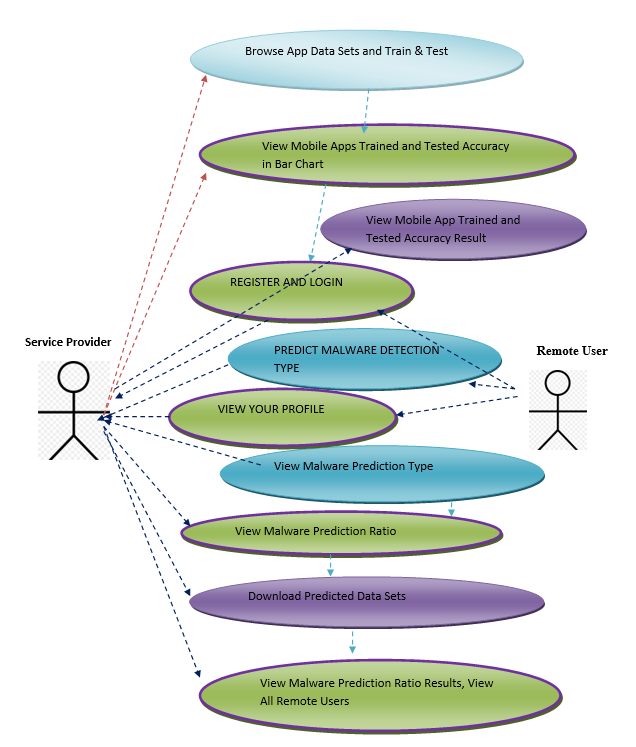 Browse App Data Sets and Train & Test
View Mobile Apps Trained and Tested Accuracy
in Bar Chart
View Mobile App Trained and
Tested Accuracy Result
REGISTER AND LOGIN
Service Provider
PREDICT MALWARE DETECTION
TYPE
Remote User
VIEW YOUR PROFILE
View Malware Prediction Type
View Malware Prediction Ratio
Download Predicted Data Sets
View Malware Prediction Ratio Results, View
All Remote Users